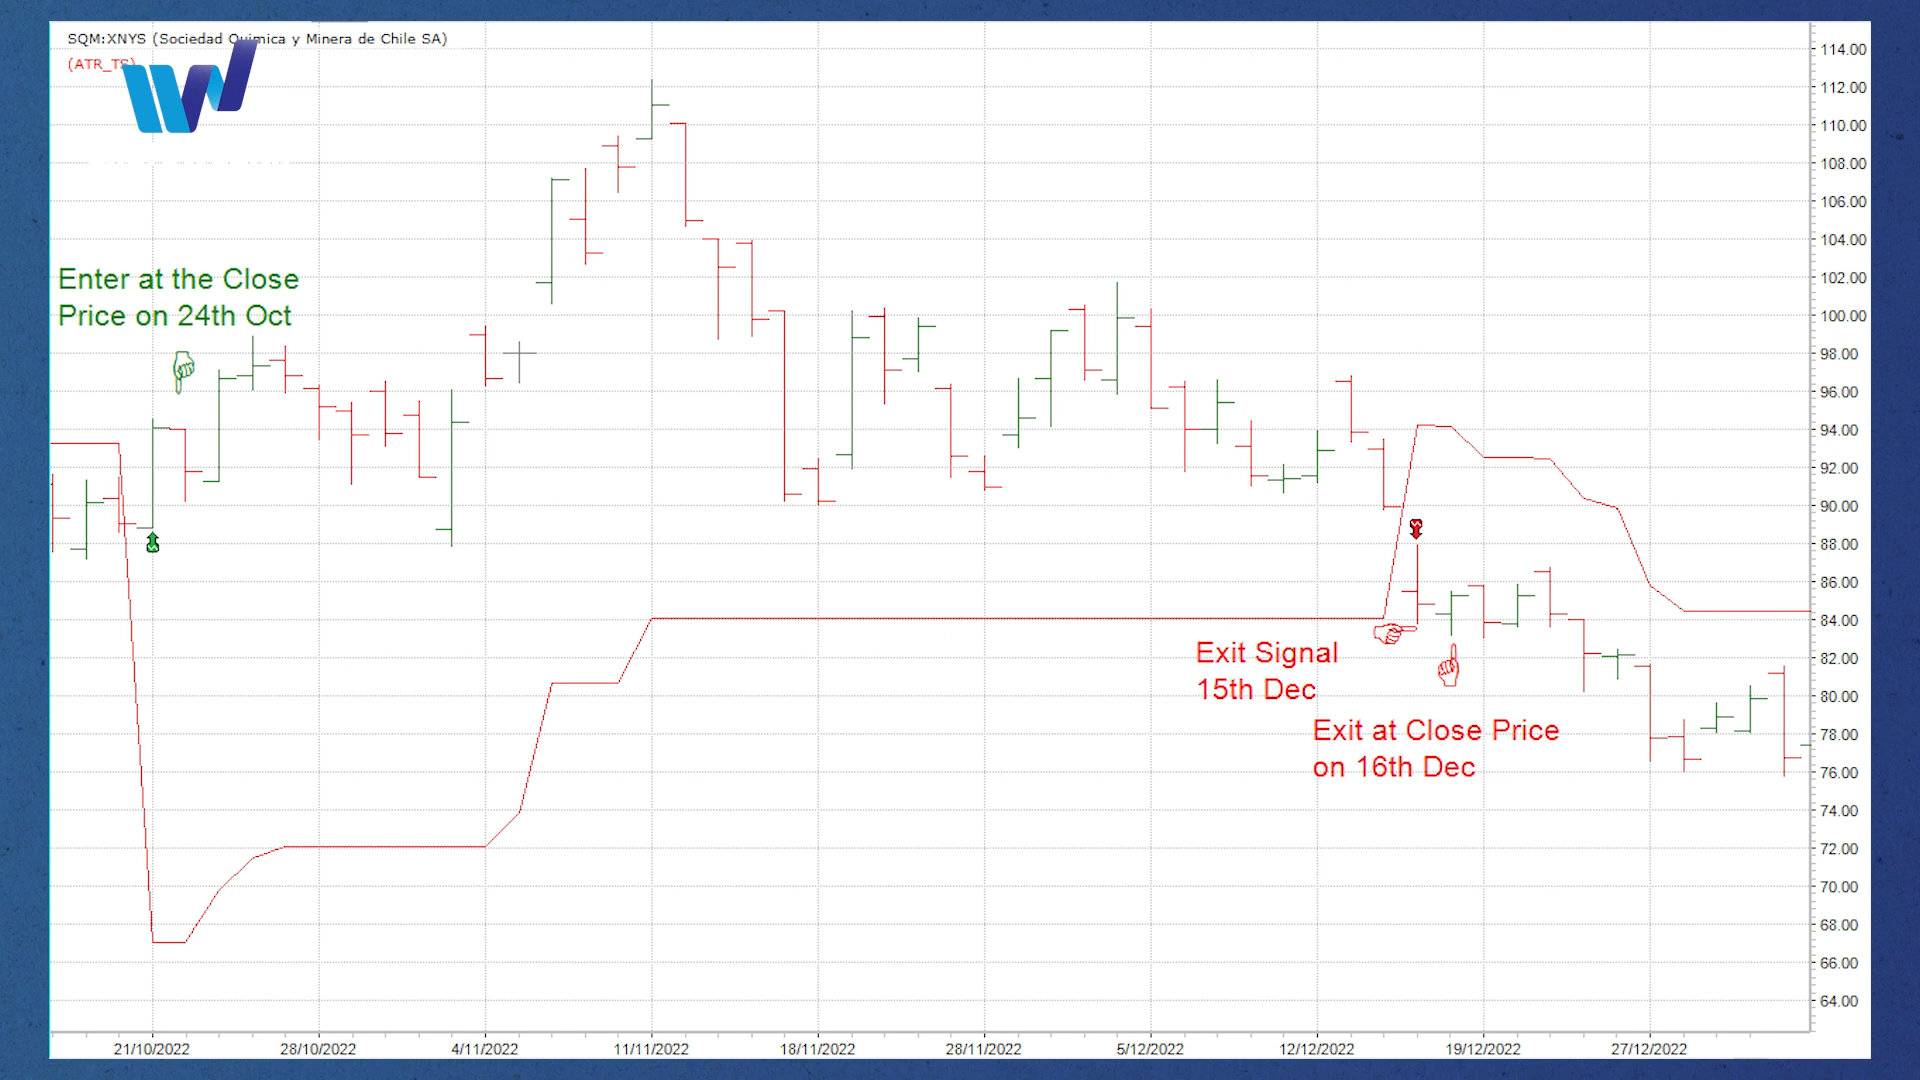 SQM:XNYS (Sociedad Quimica y Minera de Chile SA)
(ATR_TS)
Enter at the Close
Price on 24th Oct
Exit Signal
15th Dec
Exit at Close Price
on 16th Dec
114.00
112.00
110.00
108.00
106.00
104.00
102.00
100.00
98.00
96.00
94.00
92.00
90.00
88.00
86.00
84.00
82.00
80.00
78.00
76.00
74.00
72.00
70.00
68.00
66.00
64.00
21/10/2022 28/10/2022 4/11/2022 11/11/2022 18/11/2022 28/11/2022 5/12/2022 12/12/2022 19/12/2022 27/12/2022